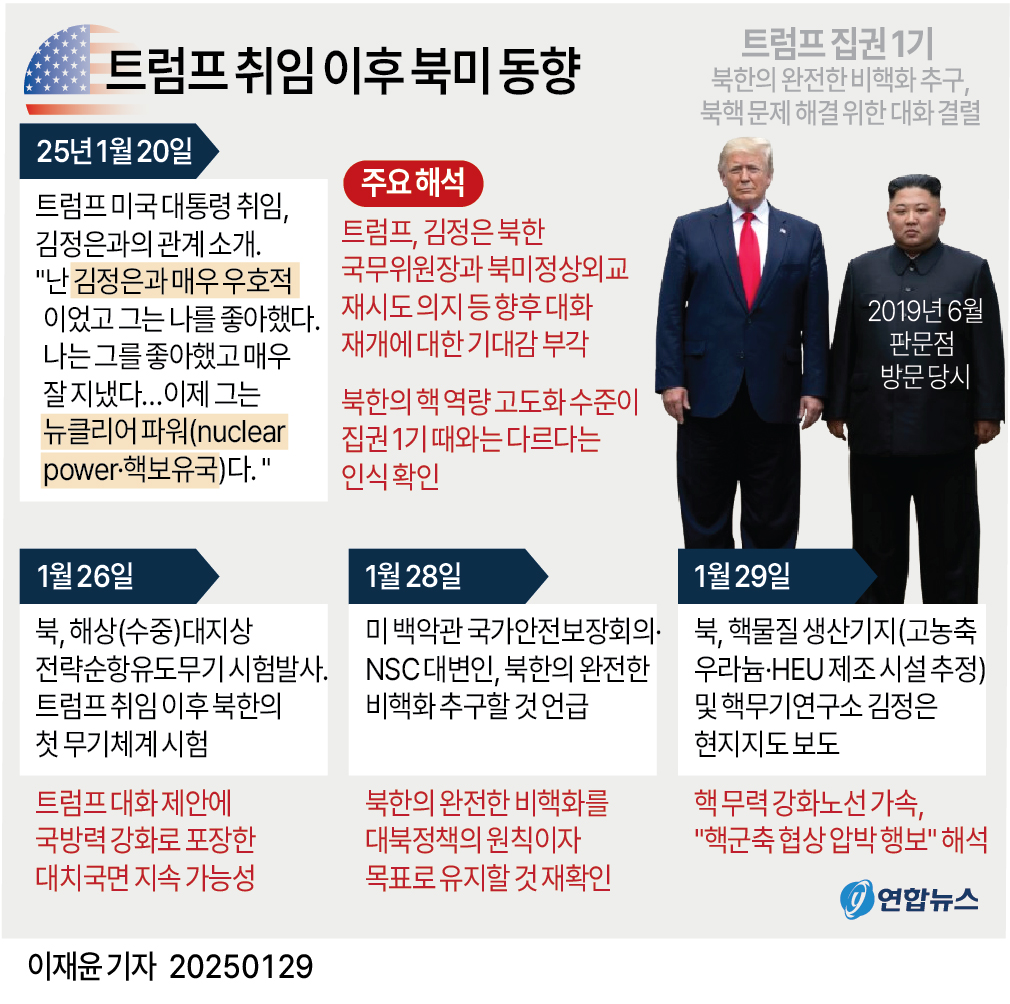 트럼프 취임 이후 북미 동향
트럼프 집권 1기
북한의 완전한 비핵화 추구,
북핵 문제 해결 위한 대화 결렬
25년 1월 20일
트럼프 미국 대통령 취임,
김정은과의 관계 소개.
"난 김정은과 매우 우호적
이었고 그는 나를 좋아했다.
나는 그를 좋아했고 매우
잘 지냈다…이제 그는
뉴클리어 파워(nuclear
power·핵보유국)다. "
주요 해석
트럼프, 김정은 북한
국무위원장과 북미정상외교
재시도 의지 등 향후 대화
재개에 대한 기대감 부각
북한의 핵 역량 고도화 수준이
집권 1기 때와는 다르다는
인식 확인
2019년 6월
판문점
방문 당시
1월 26일
북, 해상(수중)대지상
전략순항유도무기 시험발사.
트럼프 취임 이후 북한의
첫 무기체계 시험
트럼프 대화 제안에
국방력 강화로 포장한
대치국면 지속 가능성
1월 28일
미 백악관 국가안전보장회의·
NSC 대변인, 북한의 완전한
비핵화 추구할 것 언급
북한의 완전한 비핵화를
대북정책의 원칙이자
목표로 유지할 것 재확인
1월 29일
북, 핵물질 생산기지(고농축
우라늄·HEU 제조 시설 추정)
및 핵무기연구소 김정은
현지지도 보도
핵 무력 강화노선 가속,
"핵군축 협상 압박 행보" 해석
연합뉴스
이재윤 기자 20250129